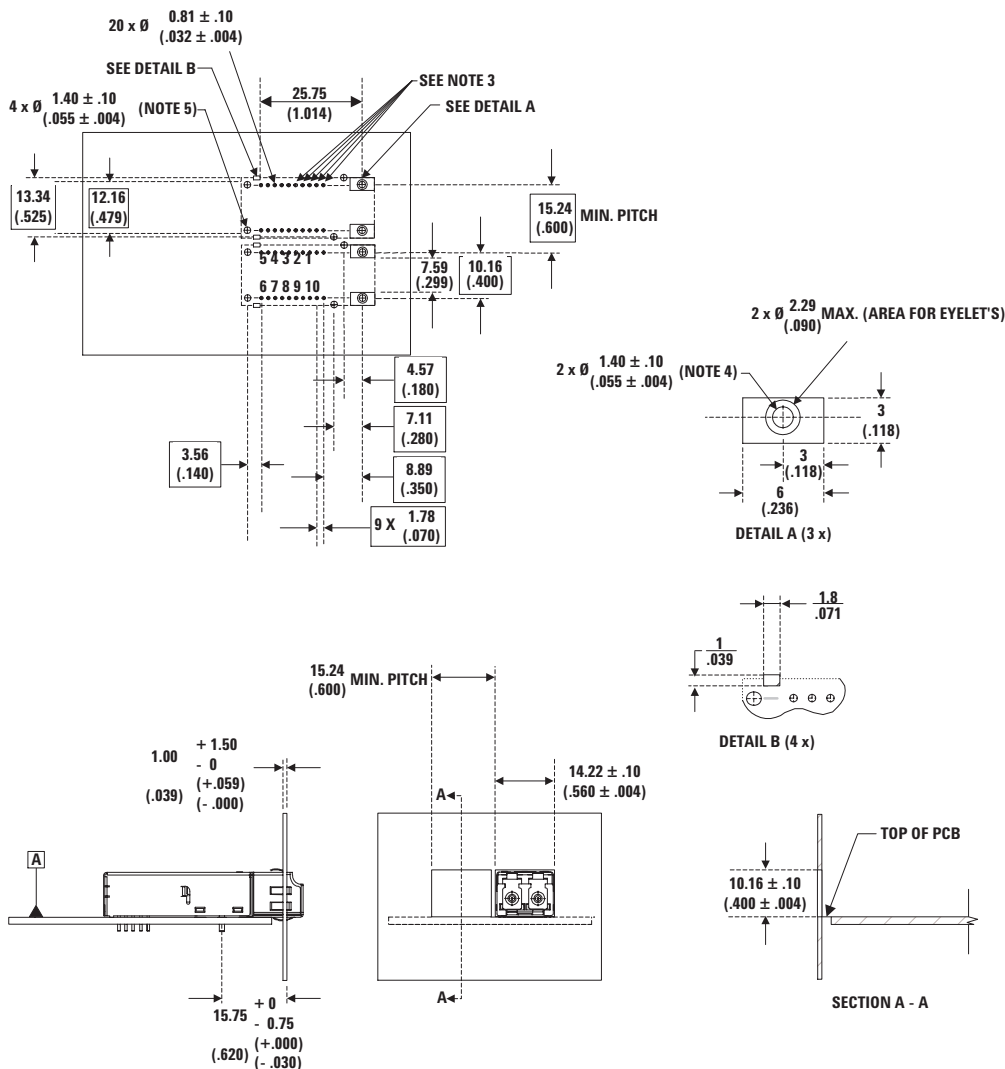 20 x Ø 0.81 ± .10
(.032 ± .004)
SEE DETAIL B
4 x Ø 1.40 ± .10
(.055 ± .004)
(NOTE 5)
25.75
(1.014)
SEE NOTE 3
SEE DETAIL A
13.34
(.525)
12.16
(.479)
15.24
(.600)
MIN. PITCH
5 4 3 2 1
7.59
(.299)
10.16
(.400)
6 7 8 9 10
4.57
(.180)
7.11
(.280)
3.56
(.140)
8.89
(.350)
9 X 1.78
(.070)
2 x Ø 2.29 MAX. (AREA FOR EYELET'S)
(.090)
2 x Ø 1.40 ± .10 (NOTE 4)
(.055 ± .004)
3
(.118)
3
(.118)
6
(.236)
DETAIL A (3 x)
1.8
.071
1
.039
DETAIL B (4 x)
15.24
(.600)
MIN. PITCH
1.00 + 1.50
- 0
(.039) (+.059)
(- .000)
14.22 ± .10
(.560 ± .004)
A
A
TOP OF PCB
10.16 ± .10
(.400 ± .004)
A
SECTION A - A
15.75 + 0
- 0.75
(.620) (+.000)
(- .030)